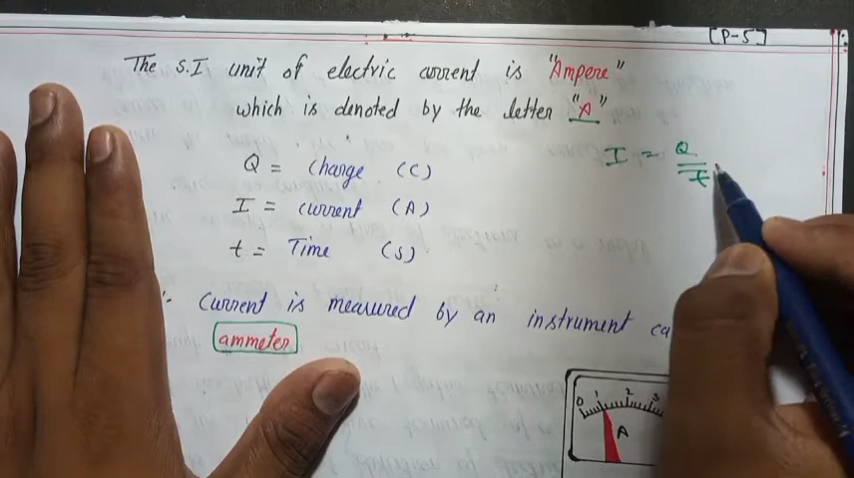 [P-5]
The S.I unit of electric current is "Ampere"
which is denoted by the letter "A"
Q = Charge (C)
I = Q/t
I = current (A)
t = Time (S)
∴ Current is measured by an instrument ca
ammeter
0 1 2 3
A